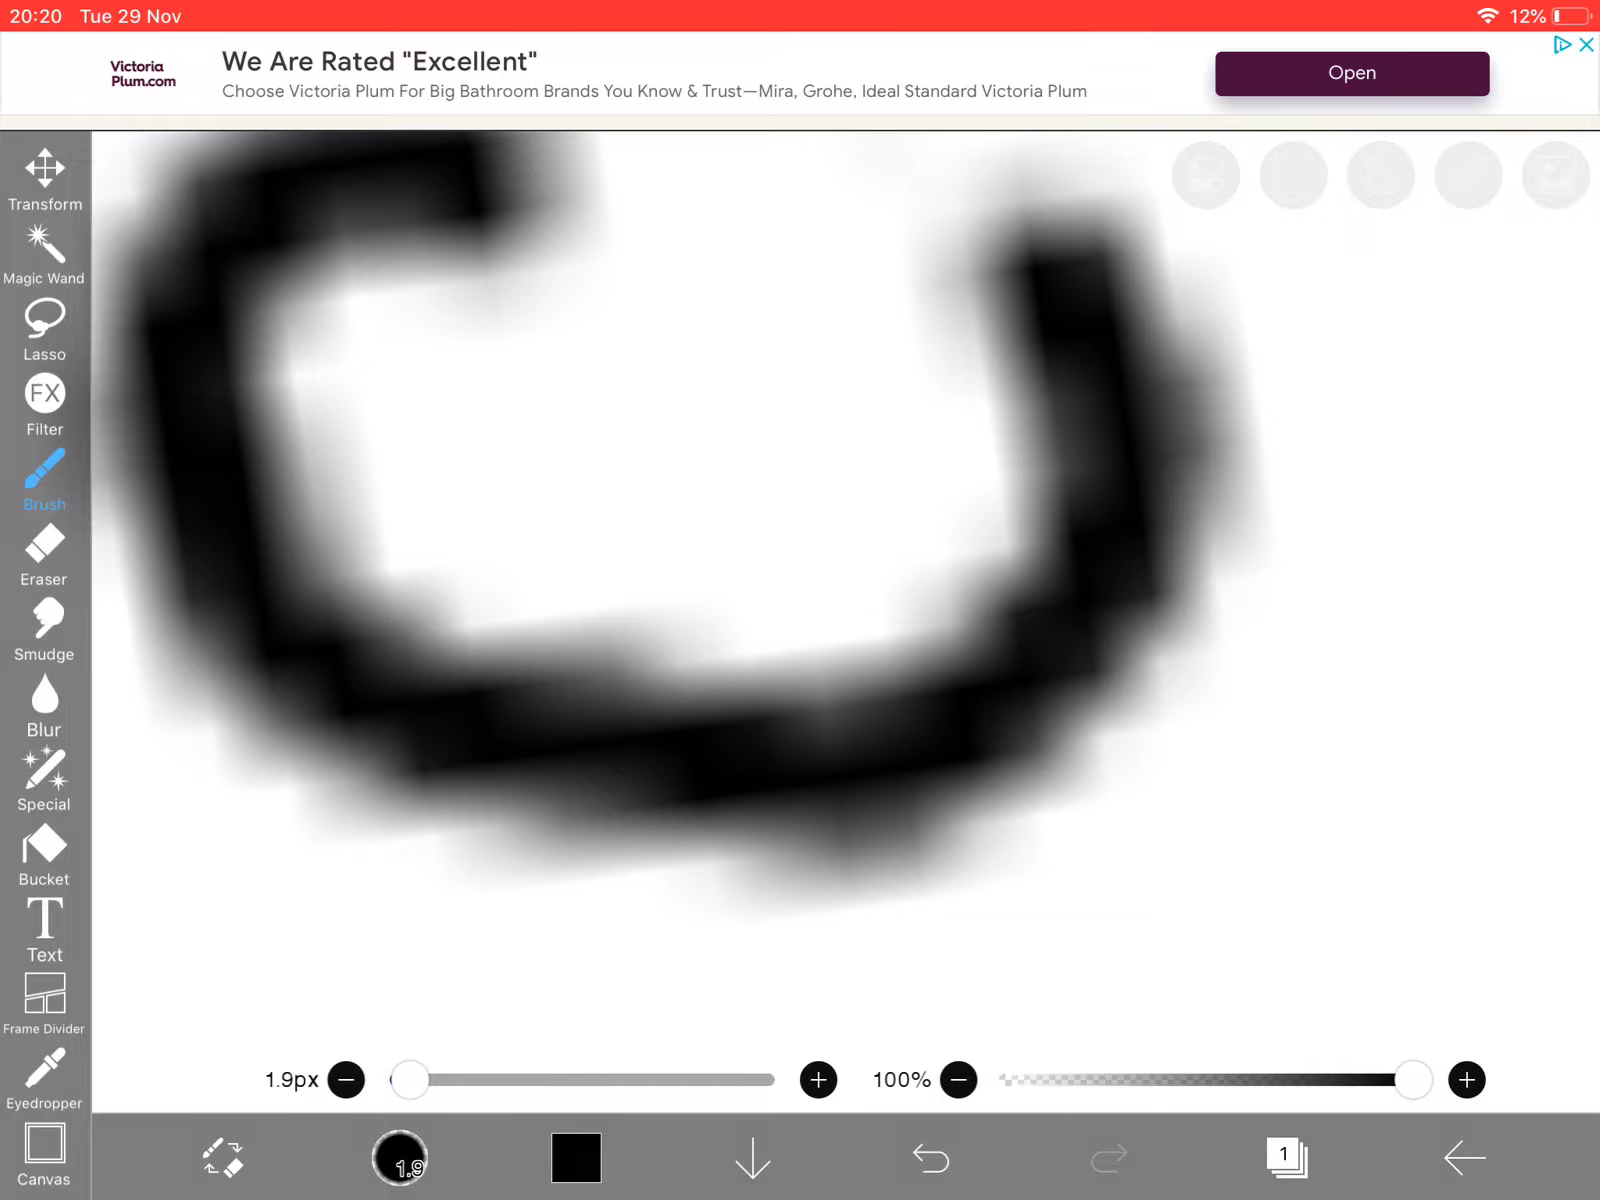 20:20 Tue 29 Nov
12%
Victoria
Plum.com
We Are Rated "Excellent"
Choose Victoria Plum For Big Bathroom Brands You Know & Trust—Mira, Grohe, Ideal Standard Victoria Plum
Open
Transform
Magic Wand
Lasso
FX
Filter
Brush
Eraser
Smudge
Blur
Special
Bucket
T
Text
Frame Divider
Eyedropper
Canvas
1.9px
100%
1.9
1